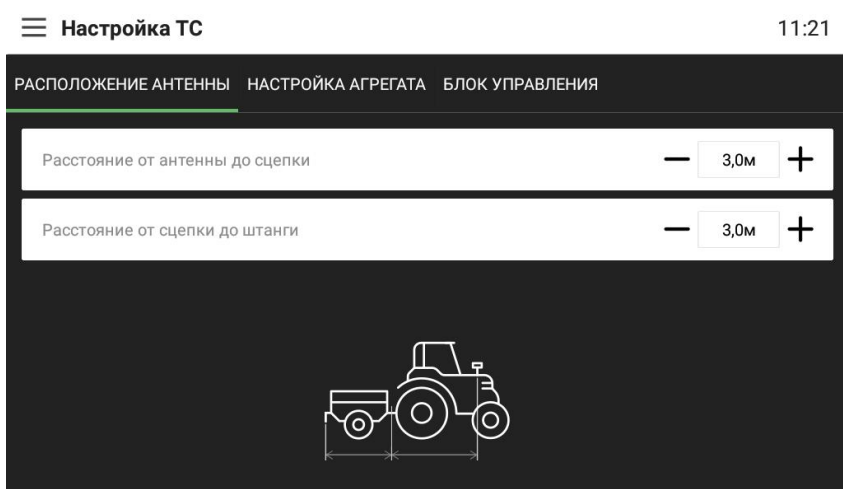 Настройка ТС 11:21
РАСПОЛОЖЕНИЕ АНТЕННЫ НАСТРОЙКА АГРЕГАТА БЛОК УПРАВЛЕНИЯ
Расстояние от антенны до сцепки 3,0м
Расстояние от сцепки до штанги 3,0м